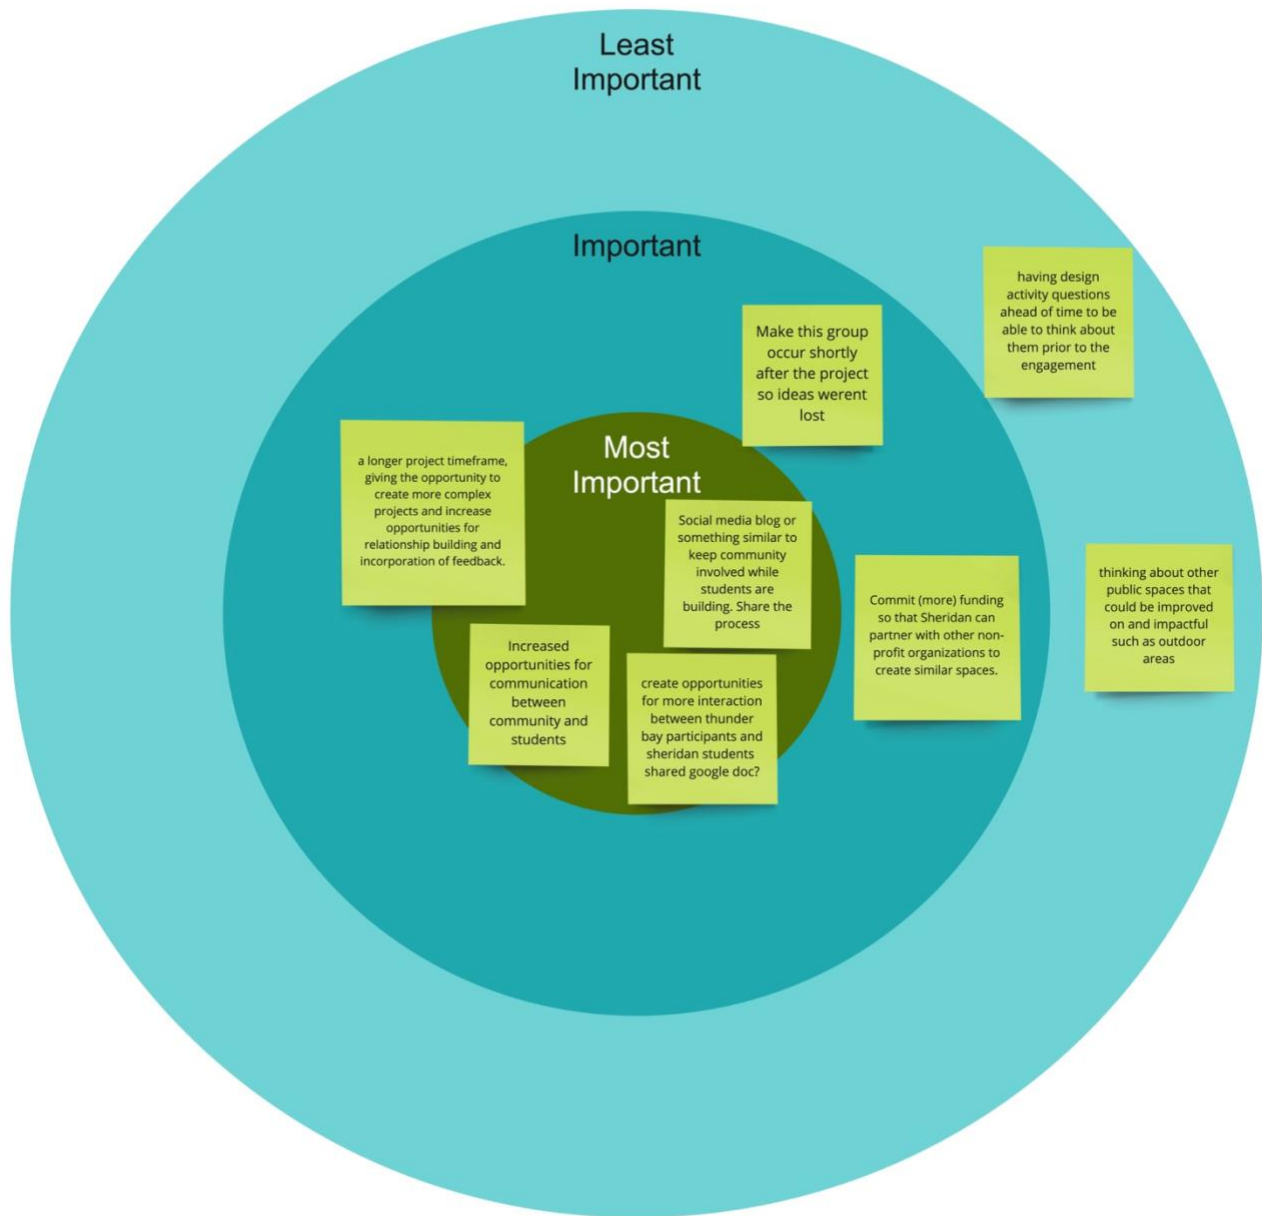 Least
Important
Important
having design
activity questions
ahead of time to be
able to think about
them prior to the
engagement
Make this group
occur shortly
after the project
so ideas werent
lost
Most
Important
a longer project timeframe,
giving the opportunity to
create more complex
projects and increase
opportunities for
relationship building and
incorporation of feedback.
Social media blog or
something similar to
keep community
involved while
students are
building. Share the
process
Commit (more) funding
so that Sheridan can
partner with other non-
profit organizations to
create similar spaces.
thinking about other
public spaces that
could be improved
on and impactful
such as outdoor
areas
Increased
opportunities for
communication
between
community and
students
create opportunities
for more interaction
between thunder
bay participants and
sheridan students
shared google doc?